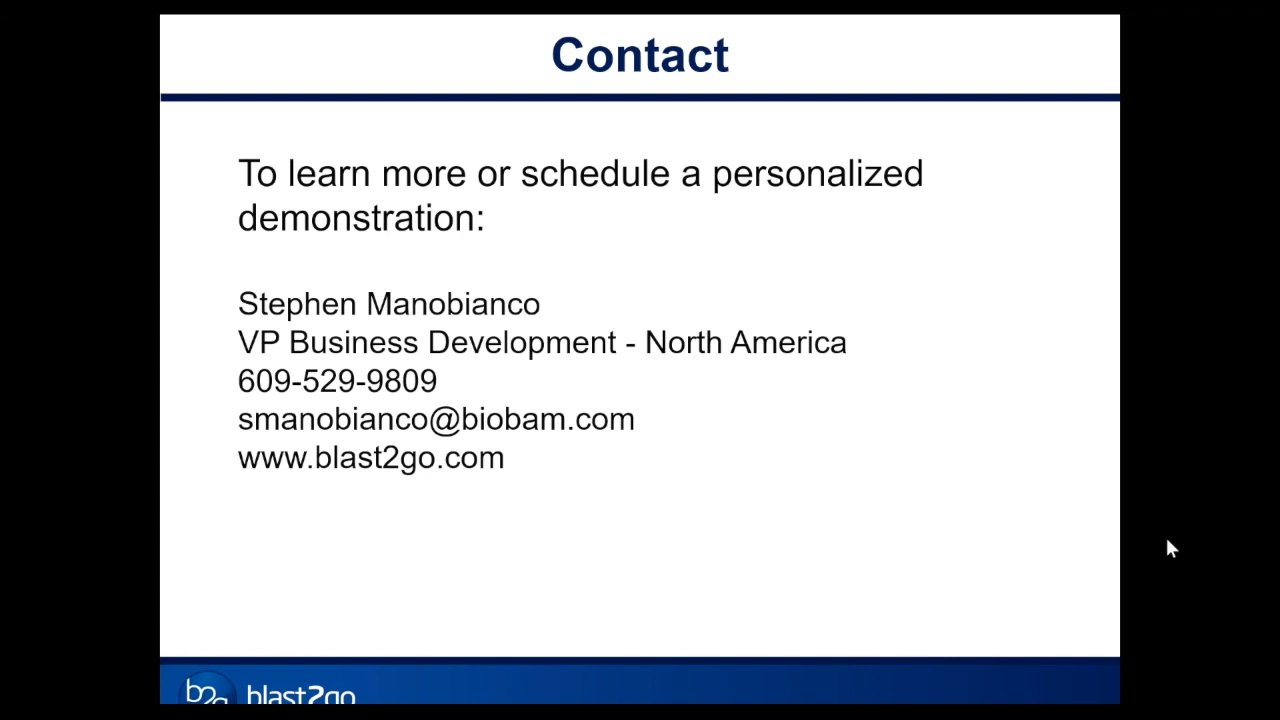 Contact
To learn more or schedule a personalized
demonstration:
Stephen Manobianco
VP Business Development - North America
609-529-9809
smanobianco@biobam.com
www.blast2go.com
b2g blast2go